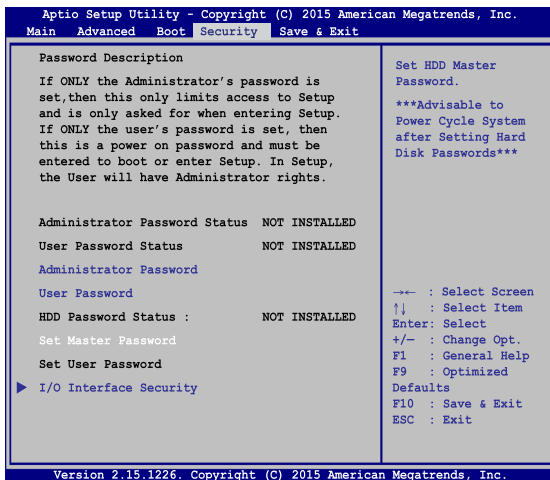 Aptio Setup Utility - Copyright (C) 2015 American Megatrends, Inc.
Main Advanced Boot Security Save & Exit
Password Description
If ONLY the Administrator's password is
set,then this only limits access to Setup
and is only asked for when entering Setup.
If ONLY the user's password is set, then
this is a power on password and must be
entered to boot or enter Setup. In Setup,
the User will have Administrator rights.
Administrator Password Status NOT INSTALLED
User Password Status NOT INSTALLED
Administrator Password
User Password
HDD Password Status : NOT INSTALLED
Set Master Password
Set User Password
I/O Interface Security
Set HDD Master
Password.
***Advisable to
Power Cycle System
after Setting Hard
Disk Passwords***
→← : Select Screen
↑↓ : Select Item
Enter: Select
+/— : Change Opt.
F1 : General Help
F9 : Optimized
Defaults
F10 : Save & Exit
ESC : Exit
Version 2.15.1226. Copyright (C) 2015 American Megatrends, Inc.